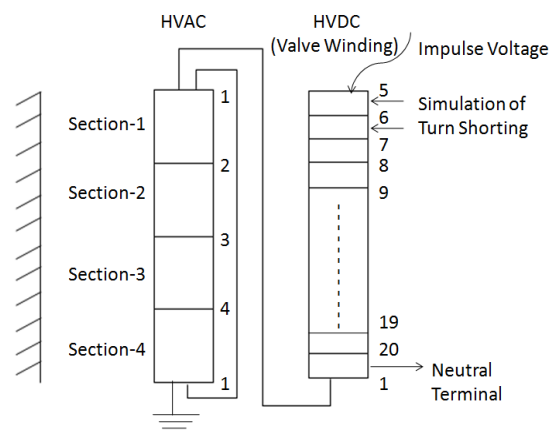 HVAC
HVDC
(Valve Winding)
Impulse Voltage
1
Section-1
2
Section-2
3
Section-3
4
Section-4
1
5
Simulation of
6
Turn Shorting
7
8
9
19
20
Neutral
1
Terminal